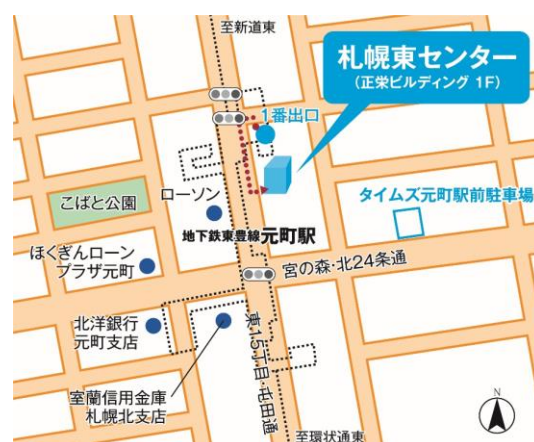 至新道東
札幌東センター
（正栄ビルディング 1F）
1番出口
こばと公園
ローソン
タイムズ元町駅前駐車場
地下鉄東豊線元町駅
ほくぎんローン
プラザ元町
宮の森・北24条通
北洋銀行
元町支店
東15丁目・屯田通
室蘭信用金庫
札幌北支店
至環状通東
N